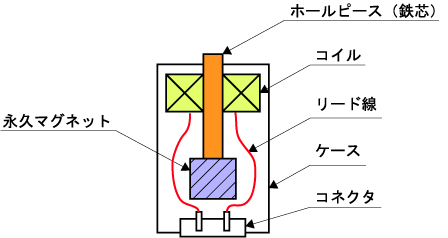 ホールピース（鉄芯）
コイル
リード線
永久マグネット
ケース
コネクタ